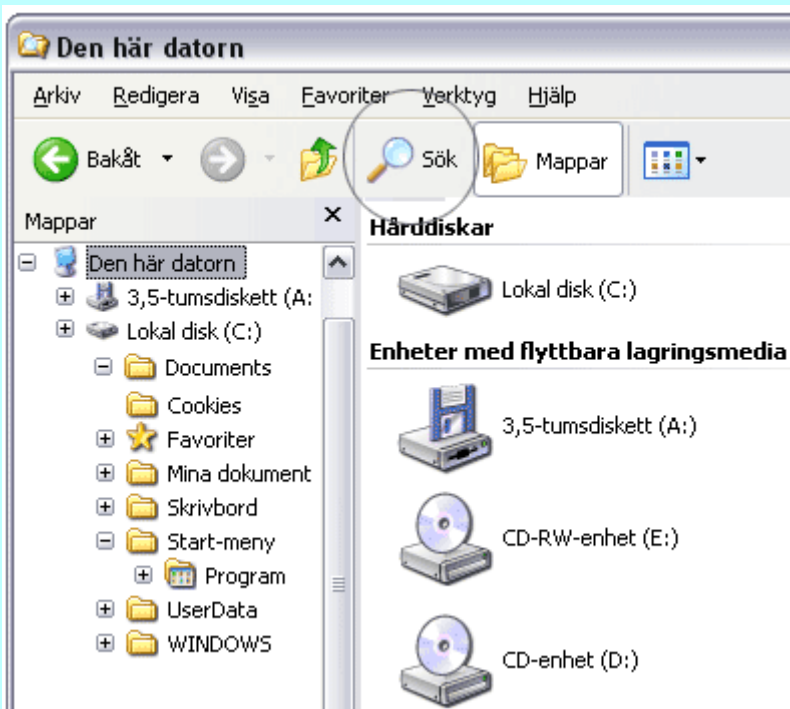 Den här datorn
Arkiv Redigera Visa Favoriter Verktyg Hjälp
Bakåt Sök Mappar
Mappar
Den här datorn
3,5-tumsdiskett (A:
Lokal disk (C:)
Documents
Cookies
Favoriter
Mina dokument
Skrivbord
Start-meny
Program
UserData
WINDOWS
Hårddiskar
Lokal disk (C:)
Enheter med flyttbara lagringsmedia
3,5-tumsdiskett (A:)
CD-RW-enhet (E:)
CD-enhet (D:)